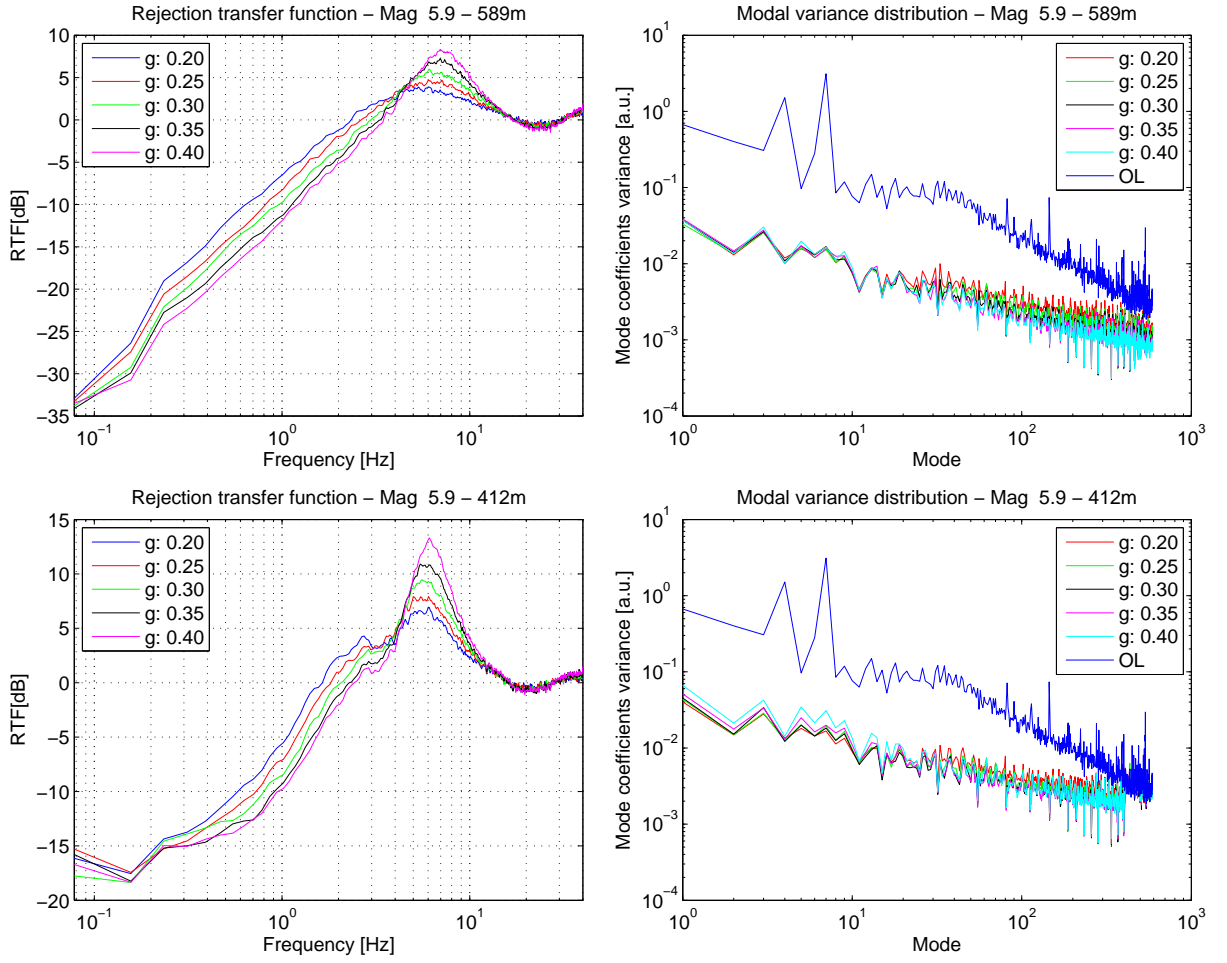 Rejection transfer function − Mag 5.9 − 589m
10
5
0
−5
−10
−15
−20
−25
−30
−35
RTF[dB]
g: 0.20
g: 0.25
g: 0.30
g: 0.35
g: 0.40
10^−1
10^0
10^1
Frequency [Hz]
Modal variance distribution − Mag 5.9 − 589m
10^1
10^0
10^−1
10^−2
10^−3
10^−4
Mode coefficients variance [a.u.]
g: 0.20
g: 0.25
g: 0.30
g: 0.35
g: 0.40
OL
10^0
10^1
10^2
10^3
Mode
Rejection transfer function − Mag 5.9 − 412m
15
10
5
0
−5
−10
−15
−20
RTF[dB]
g: 0.20
g: 0.25
g: 0.30
g: 0.35
g: 0.40
10^−1
10^0
10^1
Frequency [Hz]
Modal variance distribution − Mag 5.9 − 412m
10^1
10^0
10^−1
10^−2
10^−3
10^−4
Mode coefficients variance [a.u.]
g: 0.20
g: 0.25
g: 0.30
g: 0.35
g: 0.40
OL
10^0
10^1
10^2
10^3
Mode